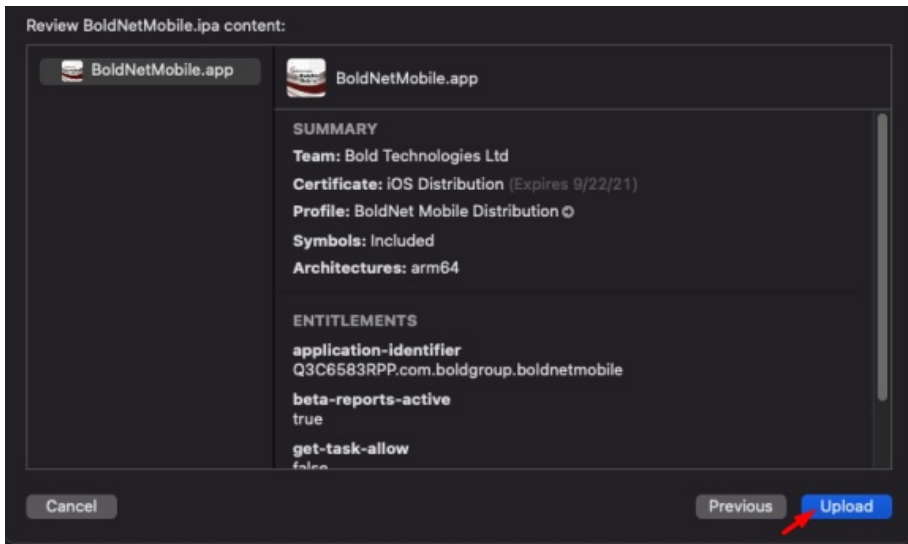 Review BoldNetMobile.ipa content:
BoldNetMobile.app
BoldNetMobile.app
SUMMARY
Team: Bold Technologies Ltd
Certificate: iOS Distribution (Expires 9/22/21)
Profile: BoldNet Mobile Distribution
Symbols: Included
Architectures: arm64
ENTITLEMENTS
application-identifier
Q3C6583RPP.com.boldgroup.boldnetmobile
beta-reports-active
true
get-task-allow
false
Cancel
Previous
Upload